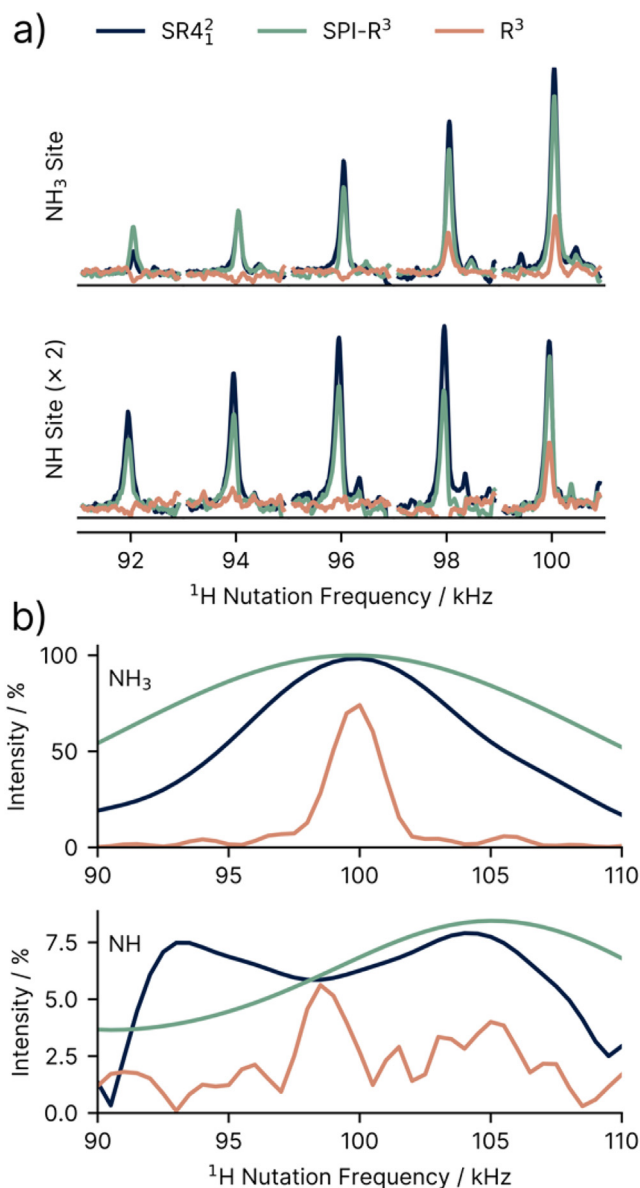 a) SR4₁² SPI-R³ R³
NH₃ Site
NH Site (× 2)
92 94 96 98 100
¹H Nutation Frequency / kHz
b)
NH₃
Intensity / %
100
50
0
90 95 100 105 110
NH
Intensity / %
7.5
5.0
2.5
0.0
90 95 100 105 110
¹H Nutation Frequency / kHz